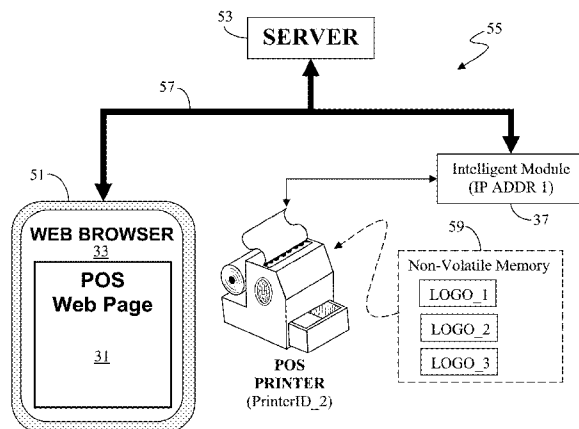 53
SERVER
55
57
51
Intelligent Module
(IP ADDR 1)
37
WEB BROWSER
33
POS
Web Page
31
59
Non-Volatile Memory
LOGO_1
LOGO_2
LOGO_3
POS
PRINTER
(PrinterID_2)